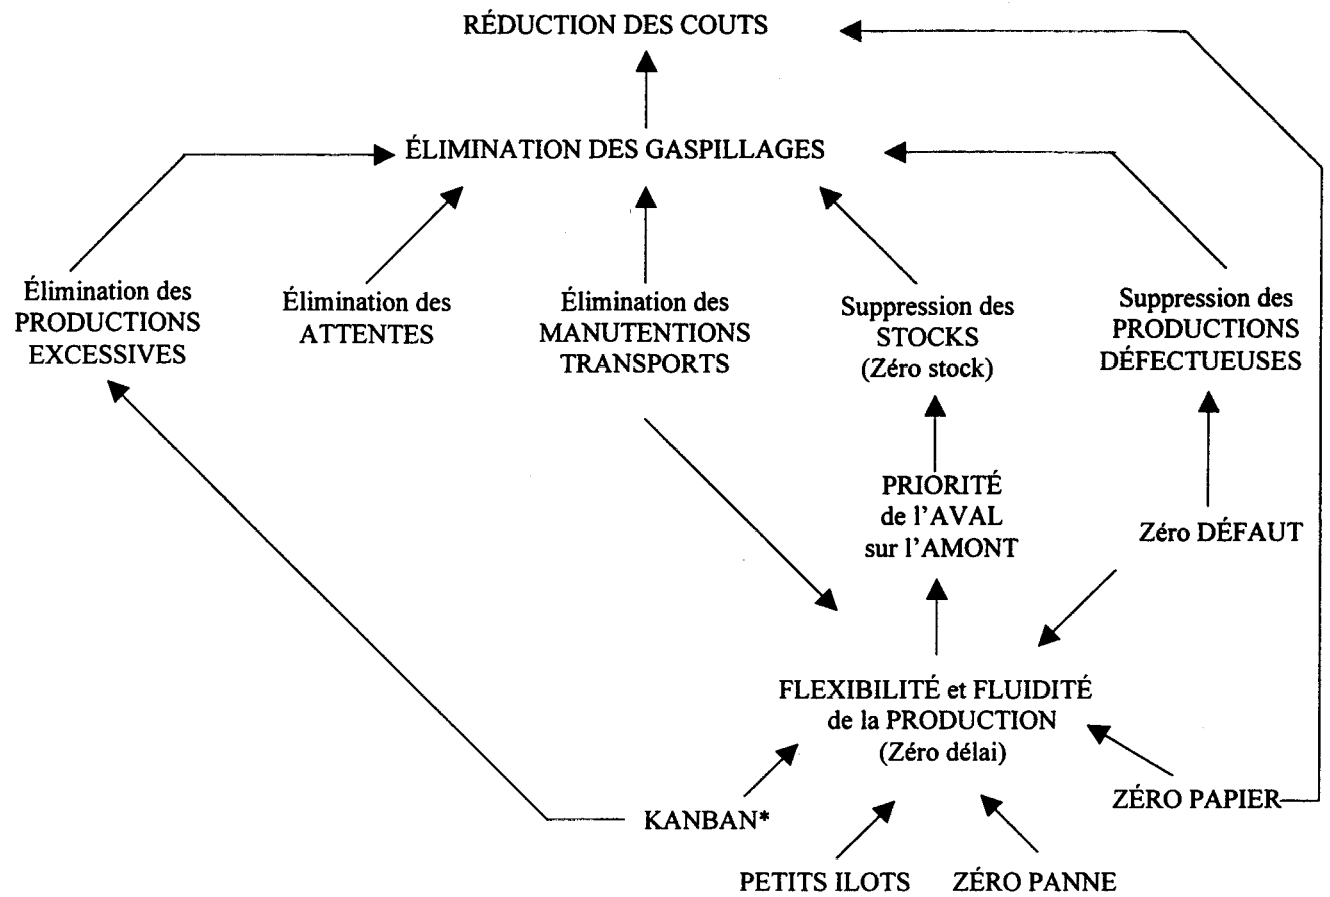 RÉDUCTION DES COUTS
ÉLIMINATION DES GASPILLAGES
Élimination des
PRODUCTIONS
EXCESSIVES
Élimination des
ATTENTES
Élimination des
MANUTENTIONS
TRANSPORTS
Suppression des
STOCKS
(Zéro stock)
Suppression des
PRODUCTIONS
DÉFECTUEUSES
PRIORITÉ
de l’AVAL
sur l’AMONT
Zéro DÉFAUT
FLEXIBILITÉ et FLUIDITÉ
de la PRODUCTION
(Zéro délai)
ZÉRO PAPIER
KANBAN*
PETITS ILOTS
ZÉRO PANNE